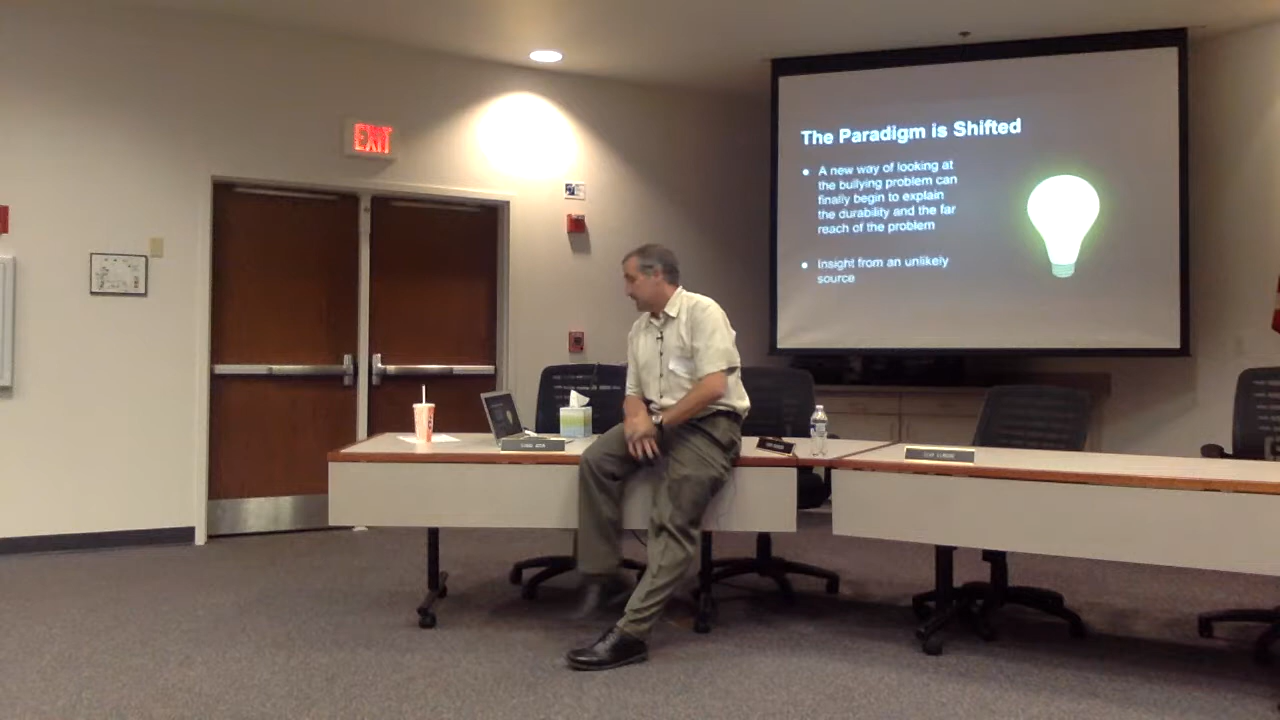 EXIT
The Paradigm is Shifted
A new way of looking at
the bullying problem can
finally begin to explain
the durability and the far
reach of the problem
Insight from an unlikely
source